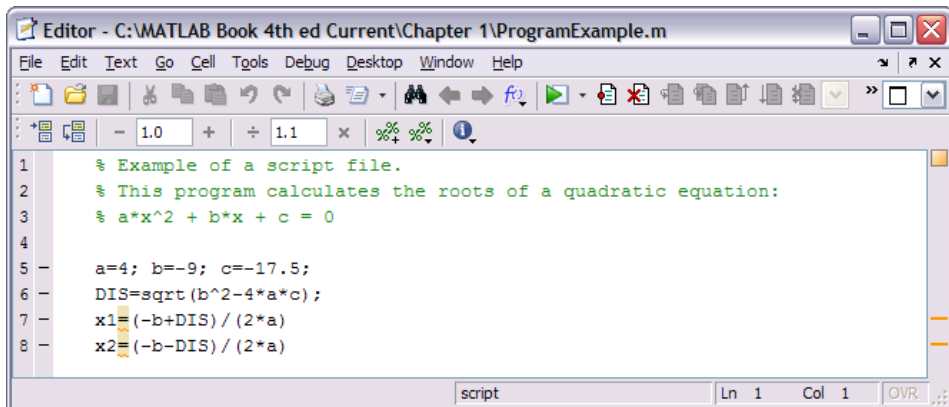 Editor - C:\MATLAB Book 4th ed Current\Chapter 1\ProgramExample.m
File Edit Text Go Cell Tools Debug Desktop Window Help
- 1.0 + ÷ 1.1 ×
1 % Example of a script file.
2 % This program calculates the roots of a quadratic equation:
3 % a*x^2 + b*x + c = 0
4
5 - a=4; b=-9; c=-17.5;
6 - DIS=sqrt(b^2-4*a*c);
7 - x1=(-b+DIS)/(2*a)
8 - x2=(-b-DIS)/(2*a)
script Ln 1 Col 1 OVR